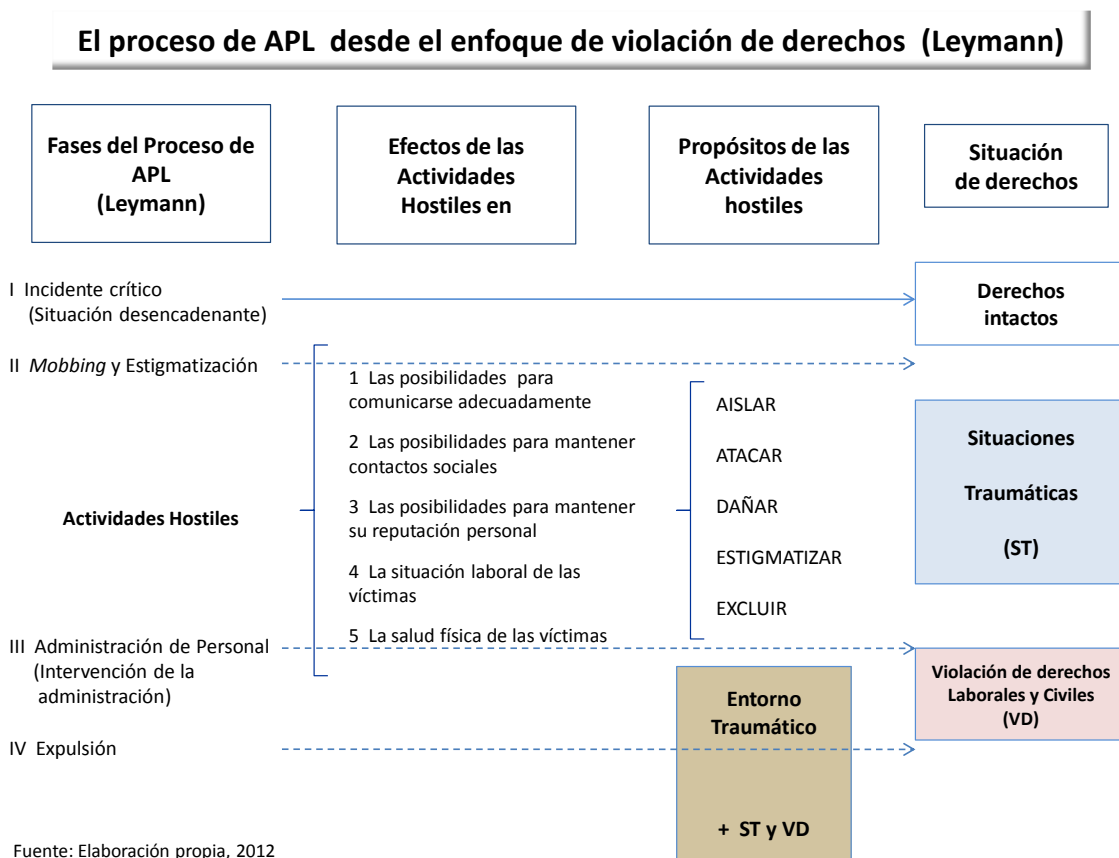 El proceso de APL desde el enfoque de violación de derechos (Leymann)
Fases del Proceso de
APL
(Leymann)
Efectos de las
Actividades
Hostiles en
Propósitos de las
Actividades
hostiles
Situación
de derechos
I Incidente crítico
(Situación desencadenante)
Derechos
intactos
II Mobbing y Estigmatización
Actividades Hostiles
1 Las posibilidades para
comunicarse adecuadamente
2 Las posibilidades para mantener
contactos sociales
3 Las posibilidades para mantener
su reputación personal
4 La situación laboral de las
víctimas
5 La salud física de las víctimas
AISLAR
ATACAR
DAÑAR
ESTIGMATIZAR
EXCLUIR
Situaciones
Traumáticas
(ST)
III Administración de Personal
(Intervención de la
administración)
Violación de derechos
Laborales y Civiles
(VD)
Entorno
Traumático
+ ST y VD
IV Expulsión
Fuente: Elaboración propia, 2012